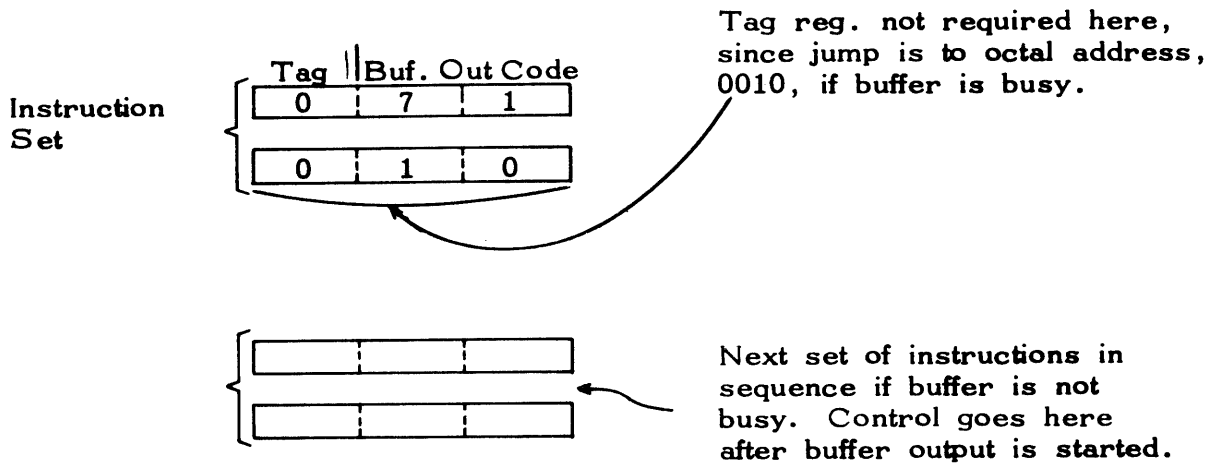 Tag Buf. Out Code
0 7 1
Instruction
Set
0 1 0
Tag reg. not required here,
since jump is to octal address,
0010, if buffer is busy.
Next set of instructions in
sequence if buffer is not
busy. Control goes here
after buffer output is started.